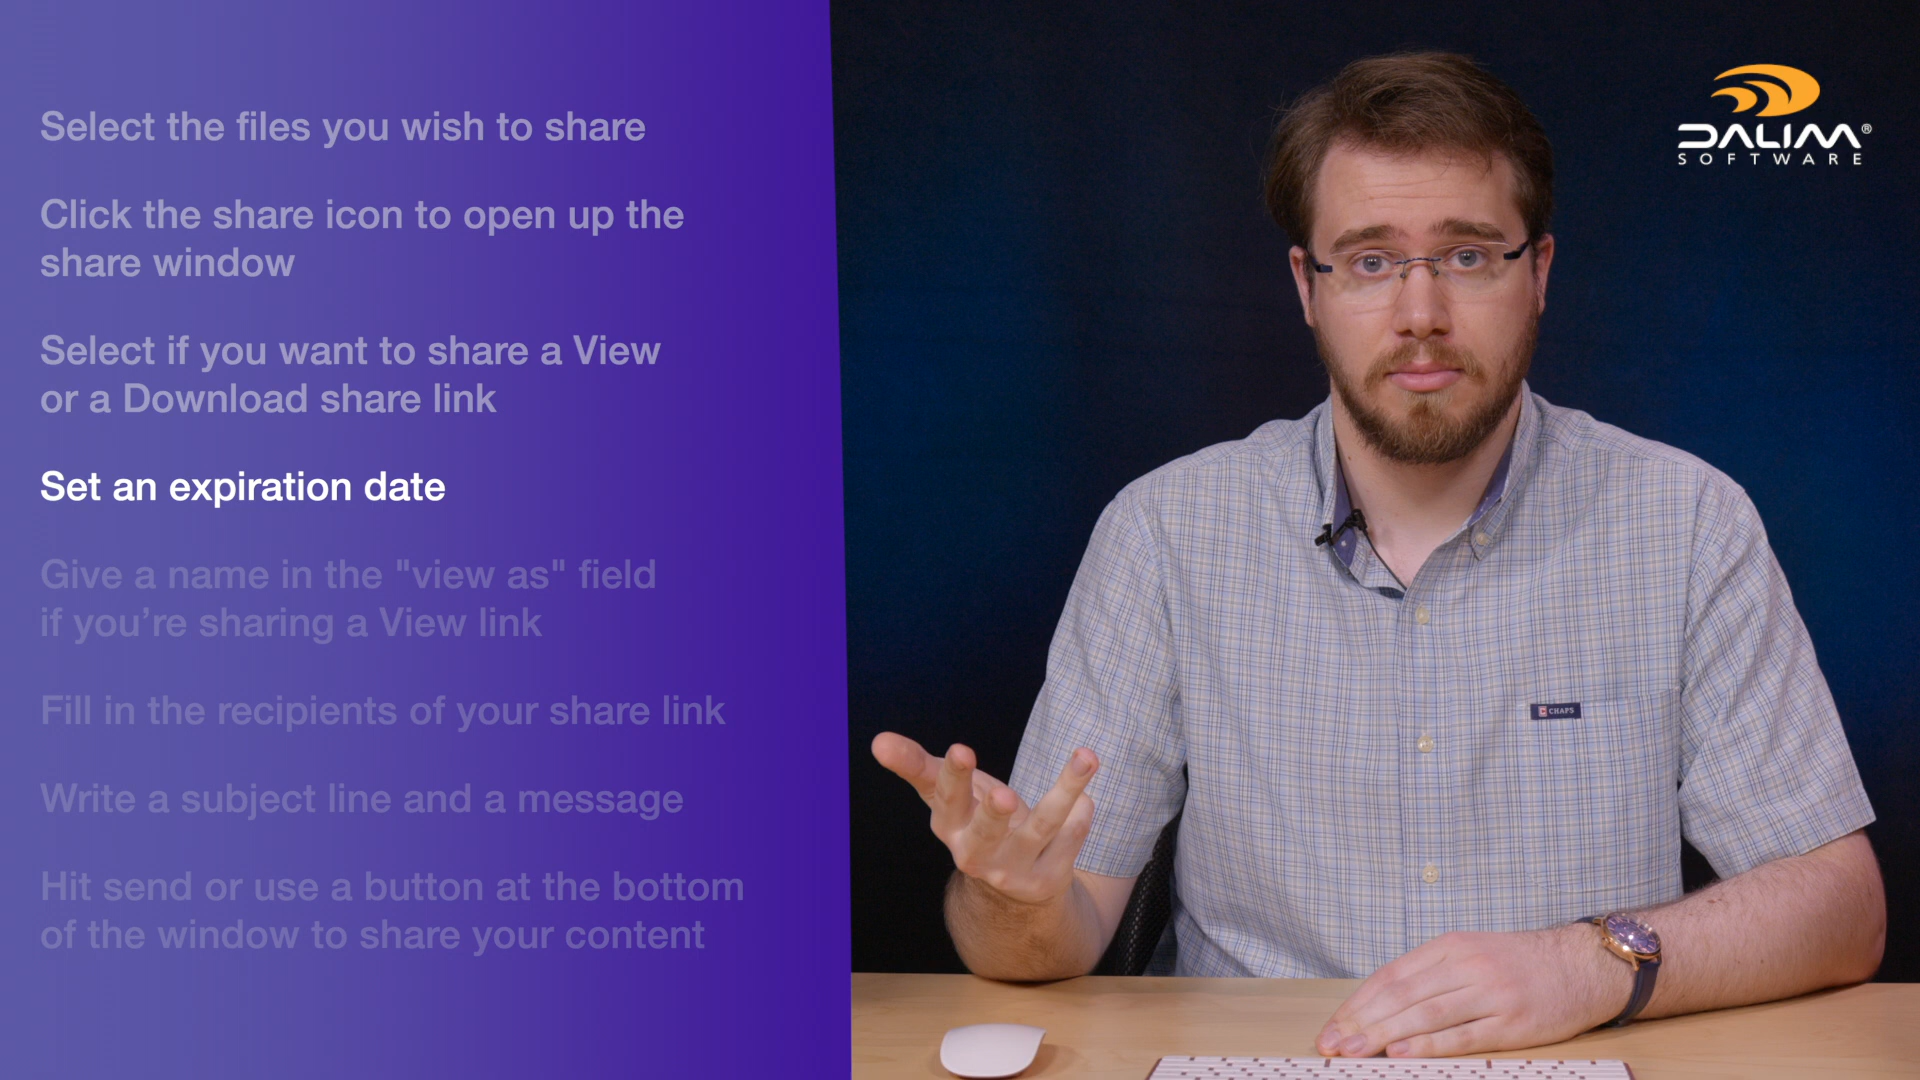 Select the files you wish to share
Click the share icon to open up the
share window
Select if you want to share a View
or a Download share link
Set an expiration date
Give a name in the "view as" field
if you’re sharing a View link
Fill in the recipients of your share link
Write a subject line and a message
Hit send or use a button at the bottom
of the window to share your content
DALIM®
SOFTWARE
CHAPS